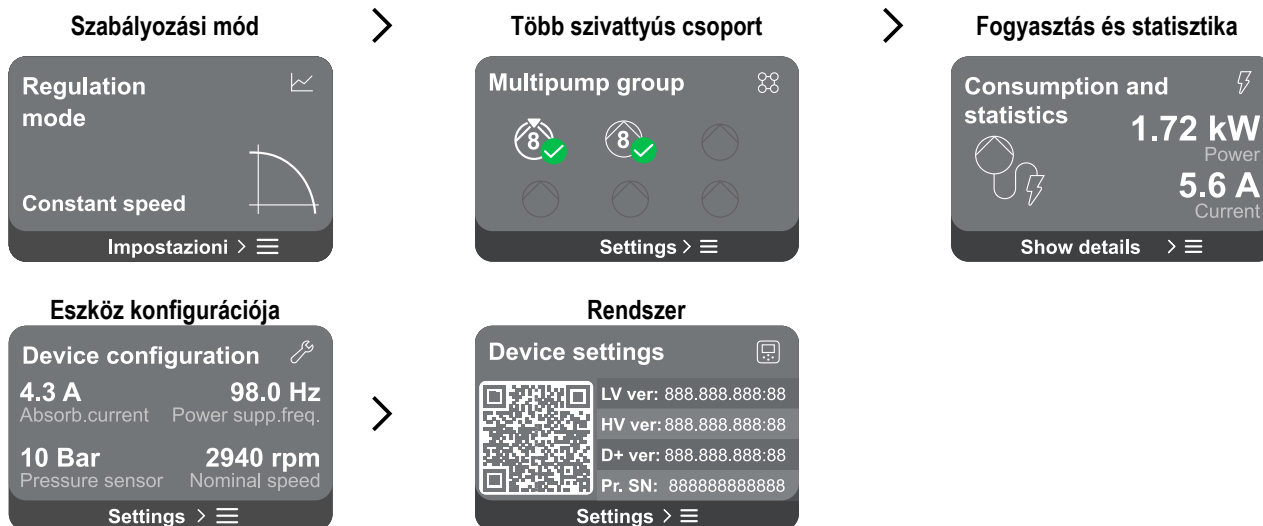 Szabályozási mód
Több szivattyús csoport
Fogyasztás és statisztika
Regulation
mode
Constant speed
Impostazioni
Multipump group
8
8
Settings
Consumption and
statistics
1.72 kW
Power
5.6 A
Current
Show details
Eszköz konfigurációja
Rendszer
Device configuration
4.3 A 98.0 Hz
Absorb.current Power supp.freq.
10 Bar 2940 rpm
Pressure sensor Nominal speed
Settings
Device settings
LV ver: 888.888.888:88
HV ver: 888.888.888:88
D+ ver: 888.888.888:88
Pr. SN: 888888888888
Settings